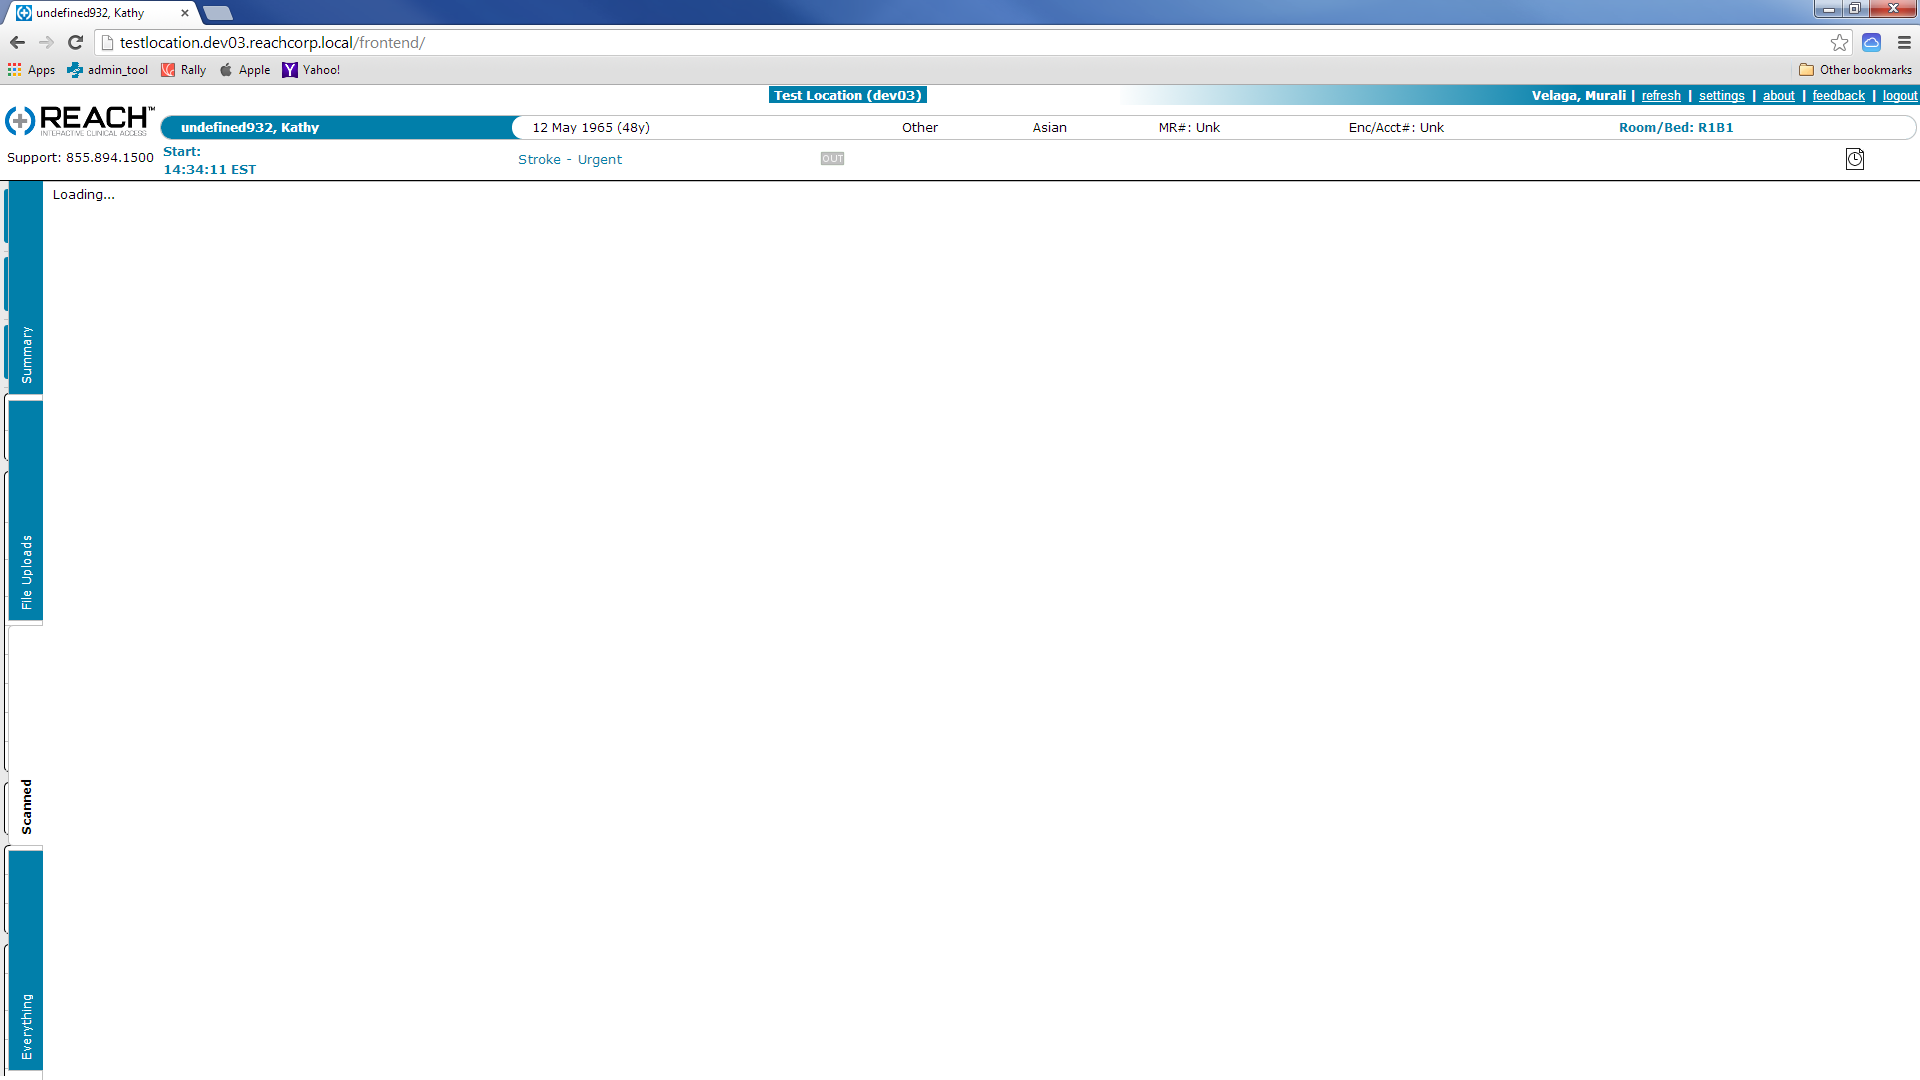 undefined932, Kathy
testlocation.dev03.reachcorp.local/frontend/
Apps admin_tool Rally Apple Yahoo! Other bookmarks
Test Location (dev03) Velaga, Murali | refresh | settings | about | feedback | logout
REACH™
INTERACTIVE CLINICAL ACCESS
undefined932, Kathy 12 May 1965 (48y) Other Asian MR#: Unk Enc/Acct#: Unk Room/Bed: R1B1
Support: 855.894.1500
Start:
14:34:11 EST
Stroke - Urgent
OUT
Loading...
Summary
File Uploads
Scanned
Everything